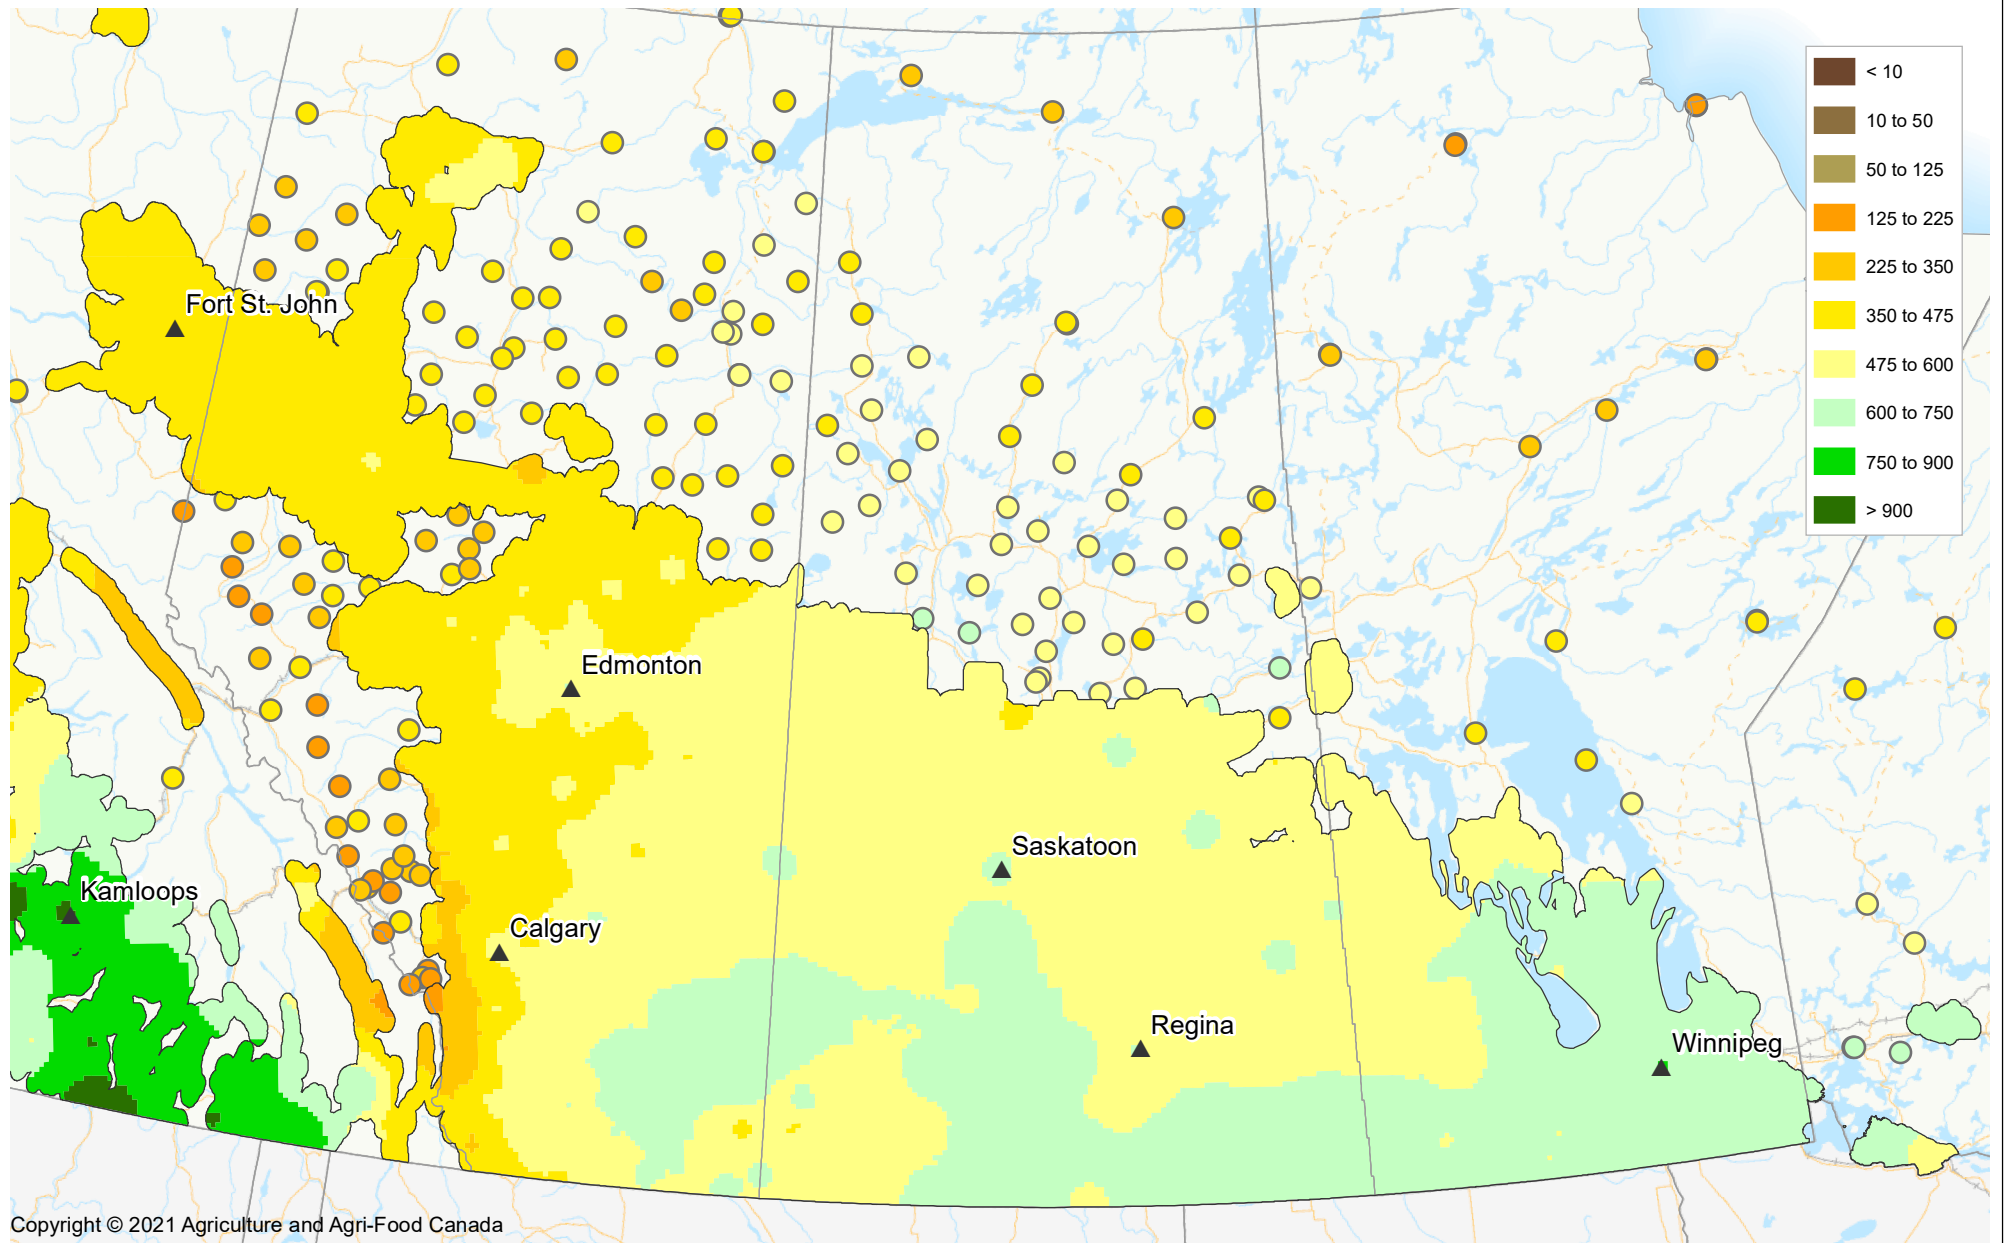 < 10
10 to 50
50 to 125
125 to 225
225 to 350
350 to 475
475 to 600
600 to 750
750 to 900
> 900
Fort St. John
Edmonton
Saskatoon
Kamloops
Calgary
Regina
Winnipeg
Copyright © 2021 Agriculture and Agri-Food Canada